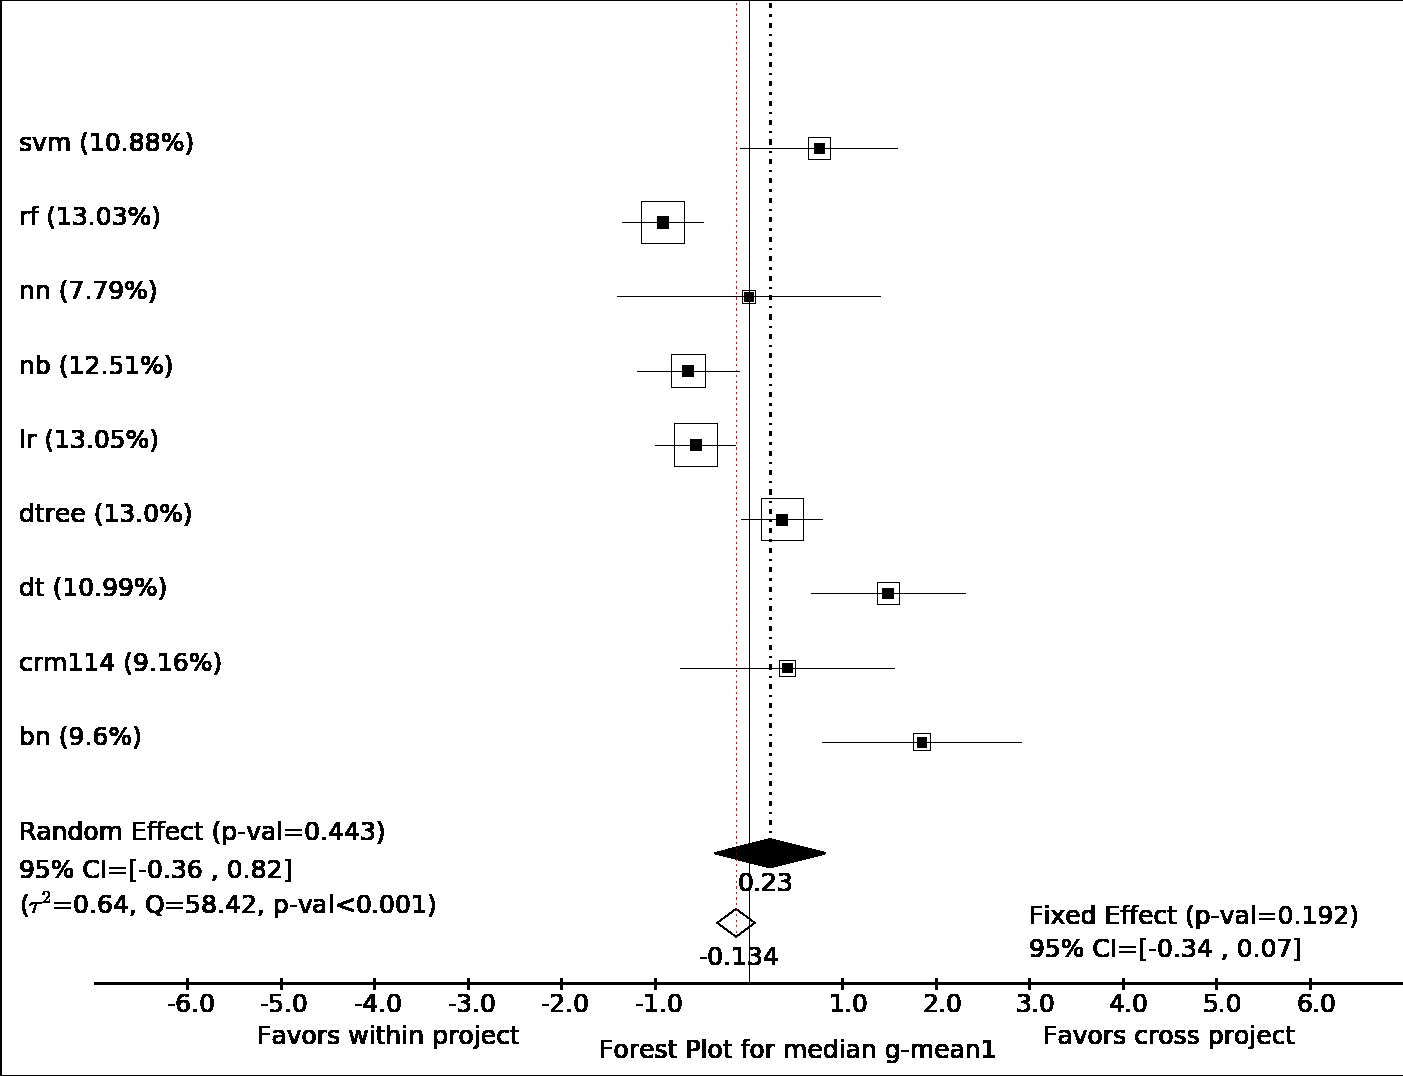 svm (10.88%)
rf (13.03%)
nn (7.79%)
nb (12.51%)
lr (13.05%)
dtree (13.0%)
dt (10.99%)
crm114 (9.16%)
bn (9.6%)
Random Effect (p-val=0.443)
95% CI=[-0.36 , 0.82]
(τ²=0.64, Q=58.42, p-val<0.001)
0.23
-0.134
Fixed Effect (p-val=0.192)
95% CI=[-0.34 , 0.07]
-6.0 -5.0 -4.0 -3.0 -2.0 -1.0 1.0 2.0 3.0 4.0 5.0 6.0
Favors within project
Favors cross project
Forest Plot for median g-mean1